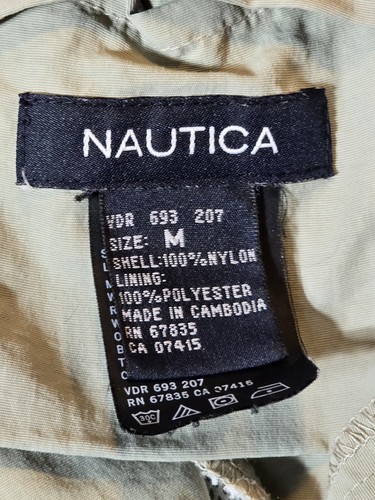 NAUTICA
VDR 693 207
SIZE: M
SHELL:100%NYLON
LINING:
100%POLYESTER
MADE IN CAMBODIA
RN 67835
CA 07415
VDR 693 207
RN 67835 CA 07415
30C